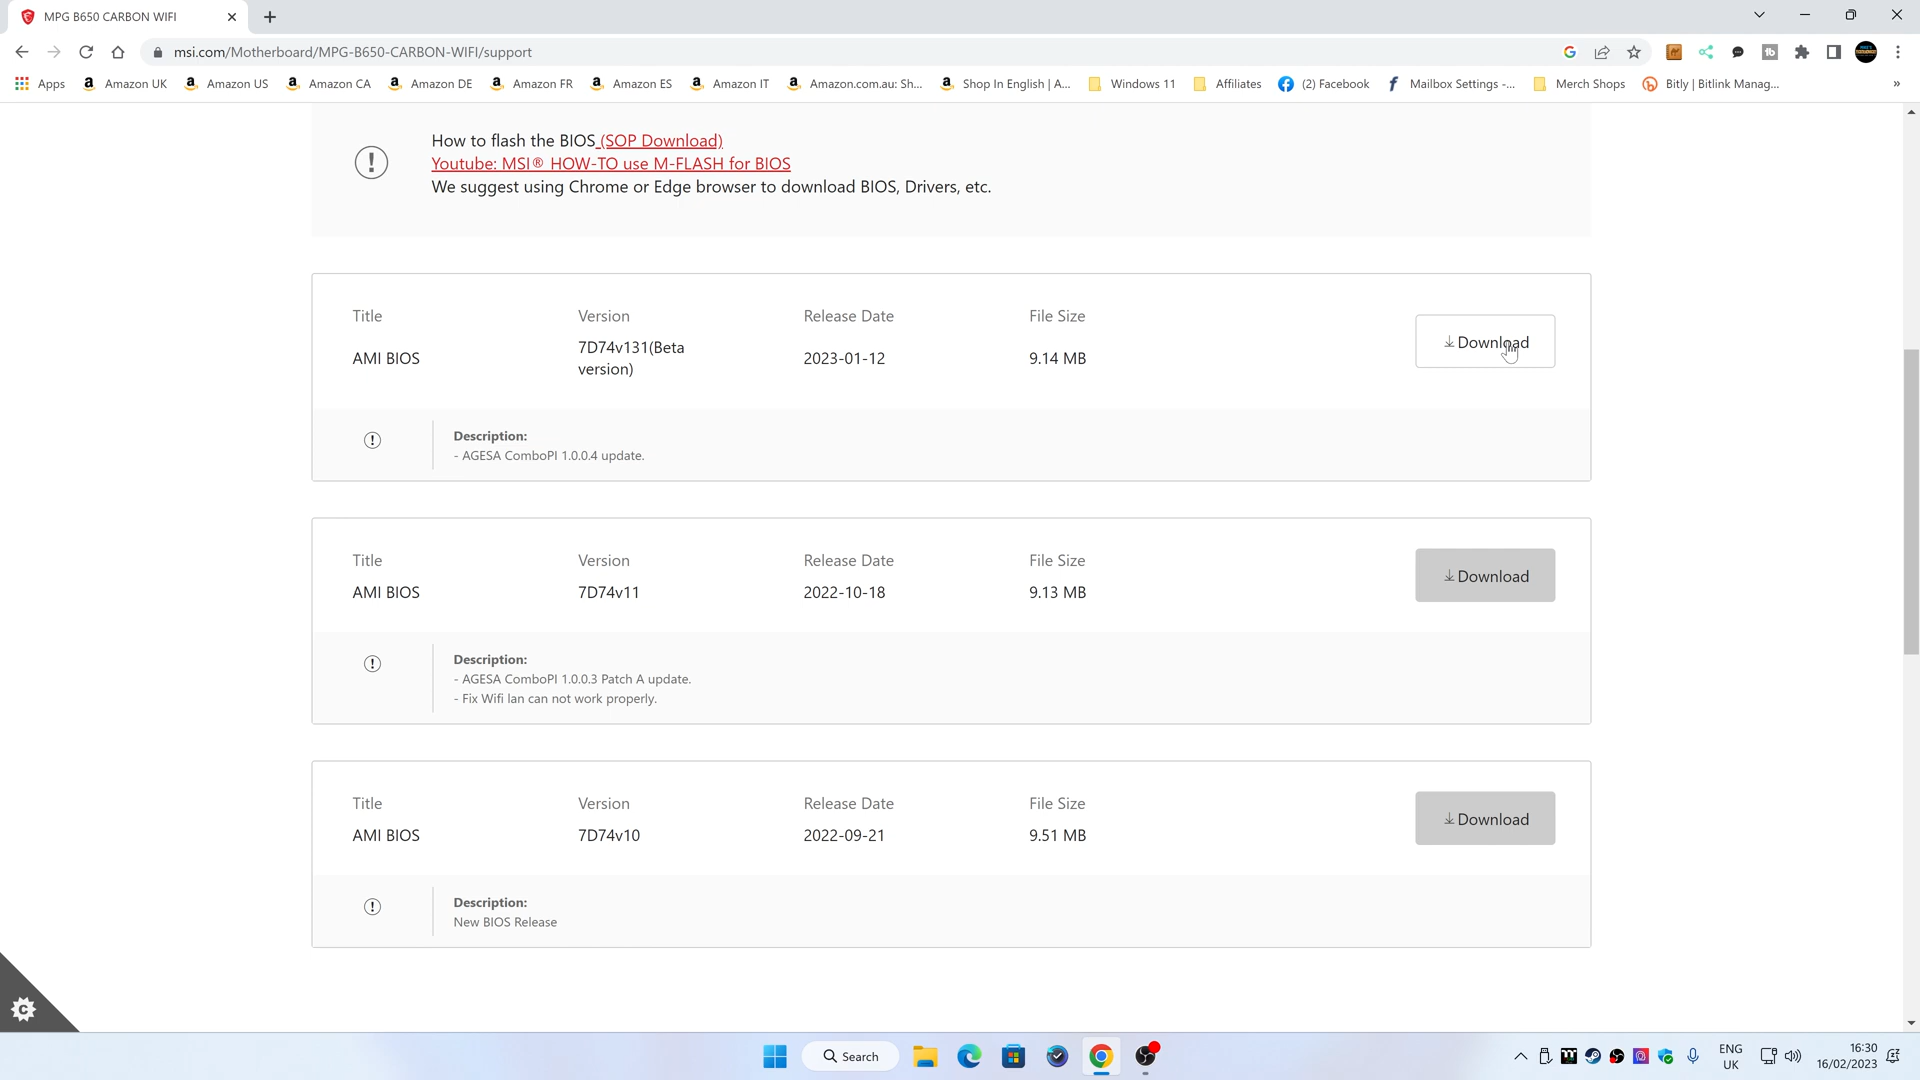 MPG B650 CARBON WIFI
msi.com/Motherboard/MPG-B650-CARBON-WIFI/support
Apps
Amazon UK
Amazon US
Amazon CA
Amazon DE
Amazon FR
Amazon ES
Amazon IT
Amazon.com.au: Sh...
Shop In English | A...
Windows 11
Affiliates
(2) Facebook
Mailbox Settings -...
Merch Shops
Bitly | Bitlink Manag...
»
How to flash the BIOS (SOP Download)
Youtube: MSI® HOW-TO use M-FLASH for BIOS
We suggest using Chrome or Edge browser to download BIOS, Drivers, etc.
Title Version Release Date File Size
AMI BIOS 7D74v131(Beta version) 2023-01-12 9.14 MB
Download
Description:
- AGESA ComboPI 1.0.0.4 update.
Title Version Release Date File Size
AMI BIOS 7D74v11 2022-10-18 9.13 MB
Download
Description:
- AGESA ComboPI 1.0.0.3 Patch A update.
- Fix Wifi lan can not work properly.
Title Version Release Date File Size
AMI BIOS 7D74v10 2022-09-21 9.51 MB
Download
Description:
New BIOS Release
Search
ENG
UK
16:30
16/02/2023